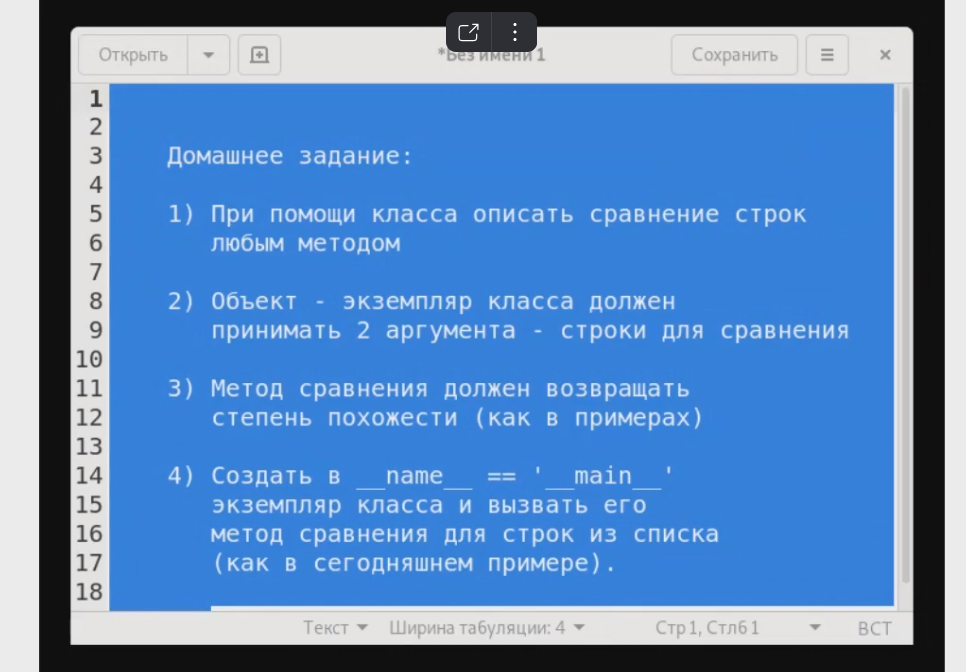 Открыть
*Без имени 1
Сохранить
1
2
3 Домашнее задание:
4
5 1) При помощи класса описать сравнение строк
6 любым методом
7
8 2) Объект - экземпляр класса должен
9 принимать 2 аргумента - строки для сравнения
10
11 3) Метод сравнения должен возвращать
12 степень похожести (как в примерах)
13
14 4) Создать в __name__ == '__main__'
15 экземпляр класса и вызвать его
16 метод сравнения для строк из списка
17 (как в сегодняшнем примере).
18
Текст Ширина табуляции: 4 Стр 1, Стлб 1 ВСТ